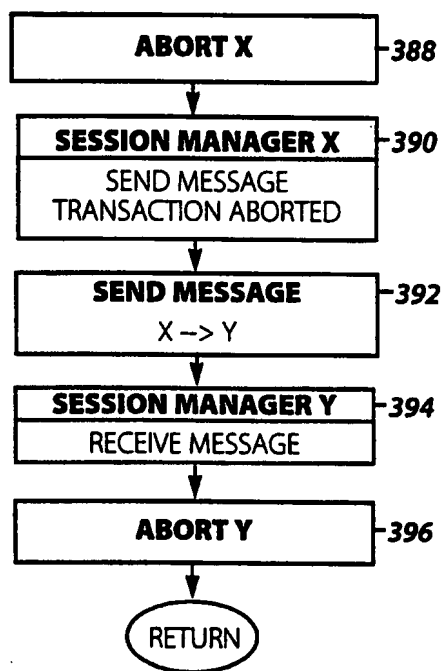 ABORT X
388
SESSION MANAGER X
390
SEND MESSAGE
TRANSACTION ABORTED
SEND MESSAGE
392
X --> Y
SESSION MANAGER Y
394
RECEIVE MESSAGE
ABORT Y
396
RETURN